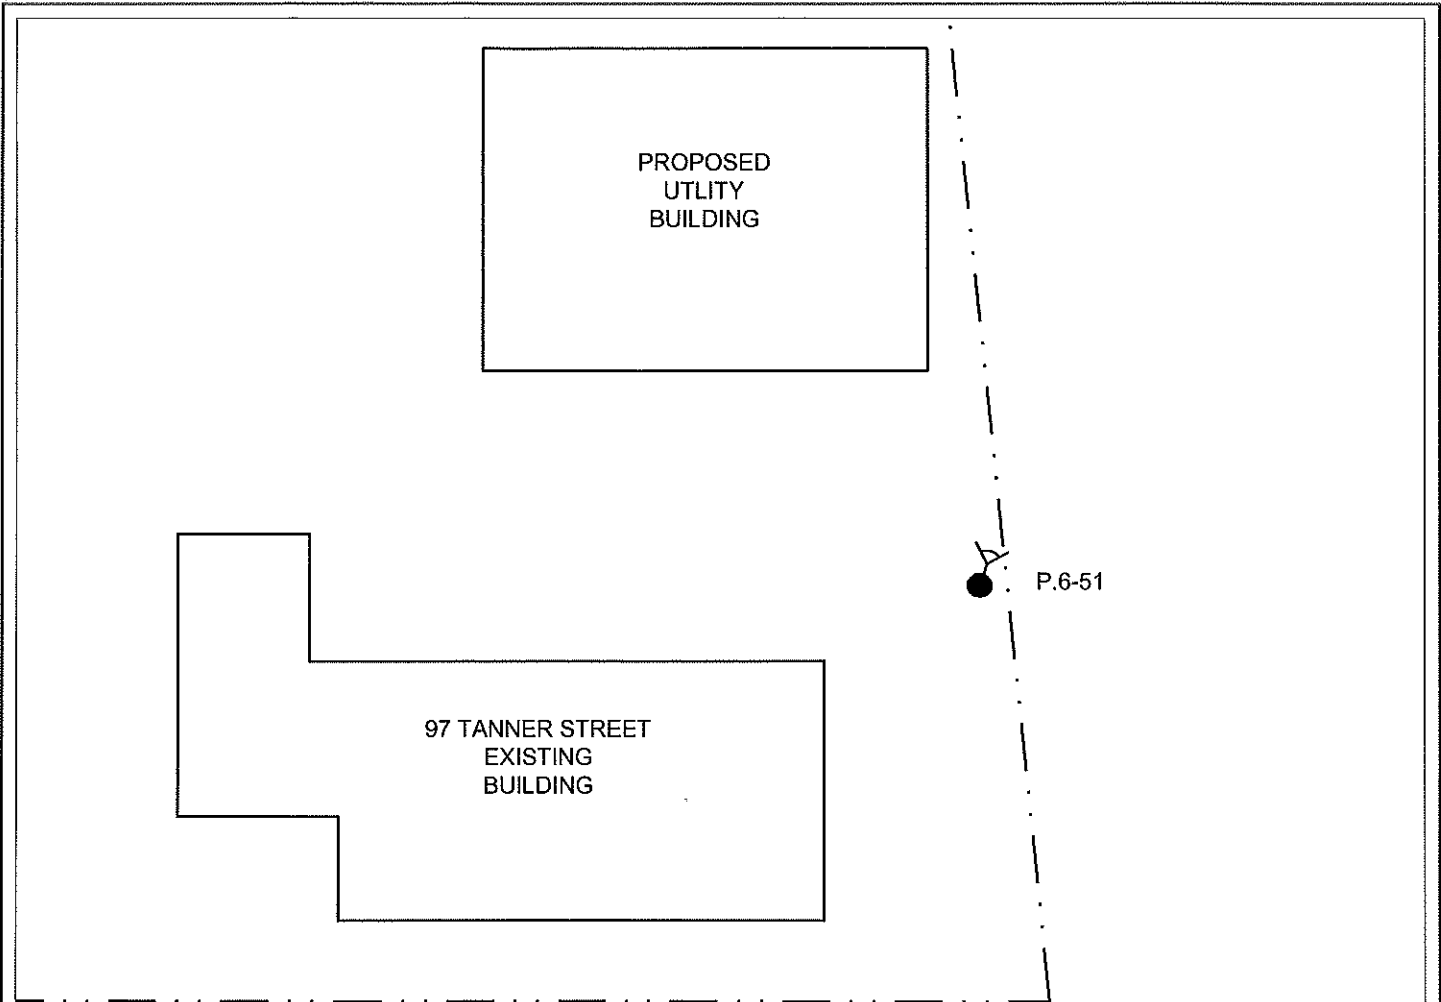 PROPOSED
UTLITY
BUILDING
P.6-51
97 TANNER STREET
EXISTING
BUILDING